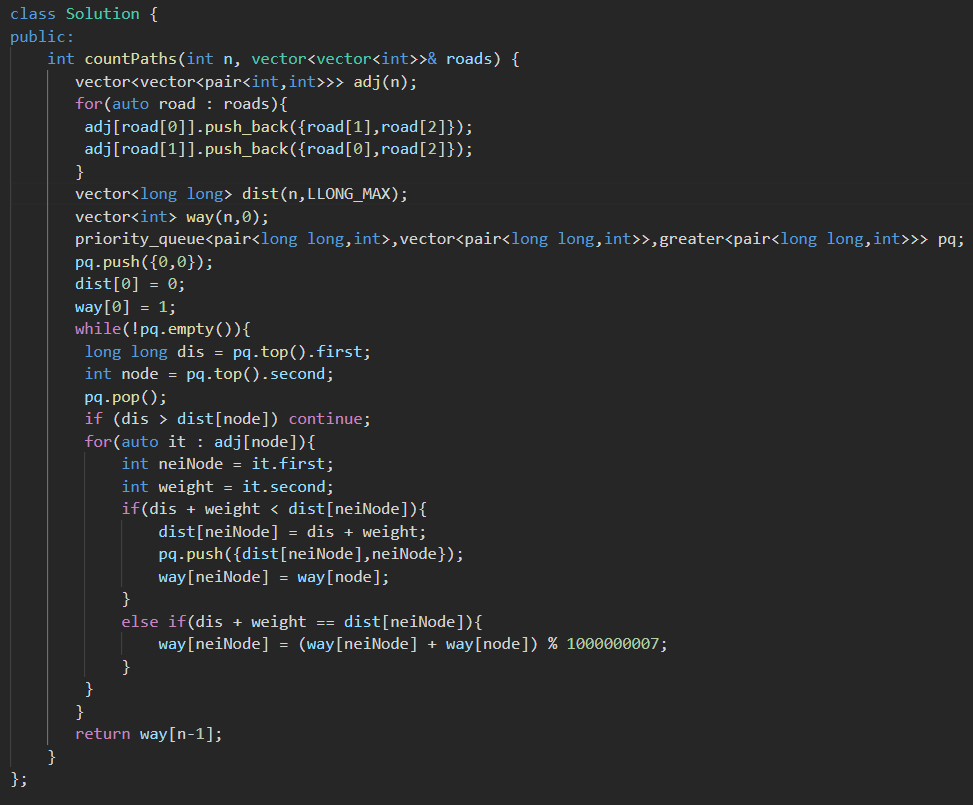 class Solution {
public:
    int countPaths(int n, vector<vector<int>>& roads) {
       vector<vector<pair<int,int>>> adj(n);
       for(auto road : roads){
        adj[road[0]].push_back({road[1],road[2]});
        adj[road[1]].push_back({road[0],road[2]});
       }
       vector<long long> dist(n,LLONG_MAX);
       vector<int> way(n,0);
       priority_queue<pair<long long,int>,vector<pair<long long,int>>,greater<pair<long long,int>>> pq;
       pq.push({0,0});
       dist[0] = 0;
       way[0] = 1;
       while(!pq.empty()){
        long long dis = pq.top().first;
        int node = pq.top().second;
        pq.pop();
        if (dis > dist[node]) continue;
        for(auto it : adj[node]){
            int neiNode = it.first;
            int weight = it.second;
            if(dis + weight < dist[neiNode]){
                dist[neiNode] = dis + weight;
                pq.push({dist[neiNode],neiNode});
                way[neiNode] = way[node];
            }
            else if(dis + weight == dist[neiNode]){
                way[neiNode] = (way[neiNode] + way[node]) % 1000000007;
            }
        }
       }
       return way[n-1];
    }
};